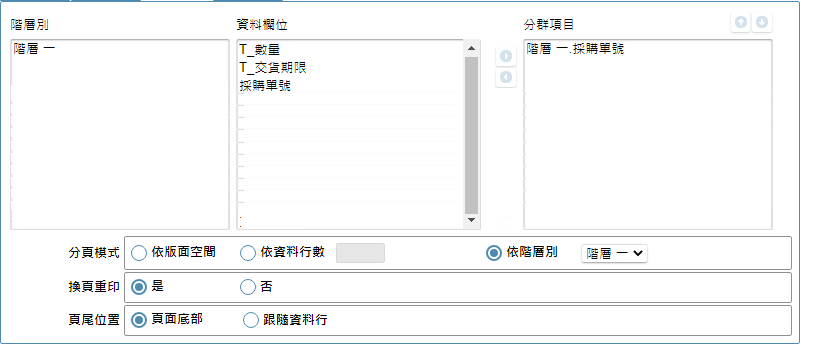 階層別
資料欄位
分群項目
階層 一
T_數量
T_交貨期限
採購單號
階層 一.採購單號
分頁模式
依版面空間
依資料行數
依階層別
階層 一
換頁重印
是
否
頁尾位置
頁面底部
跟隨資料行